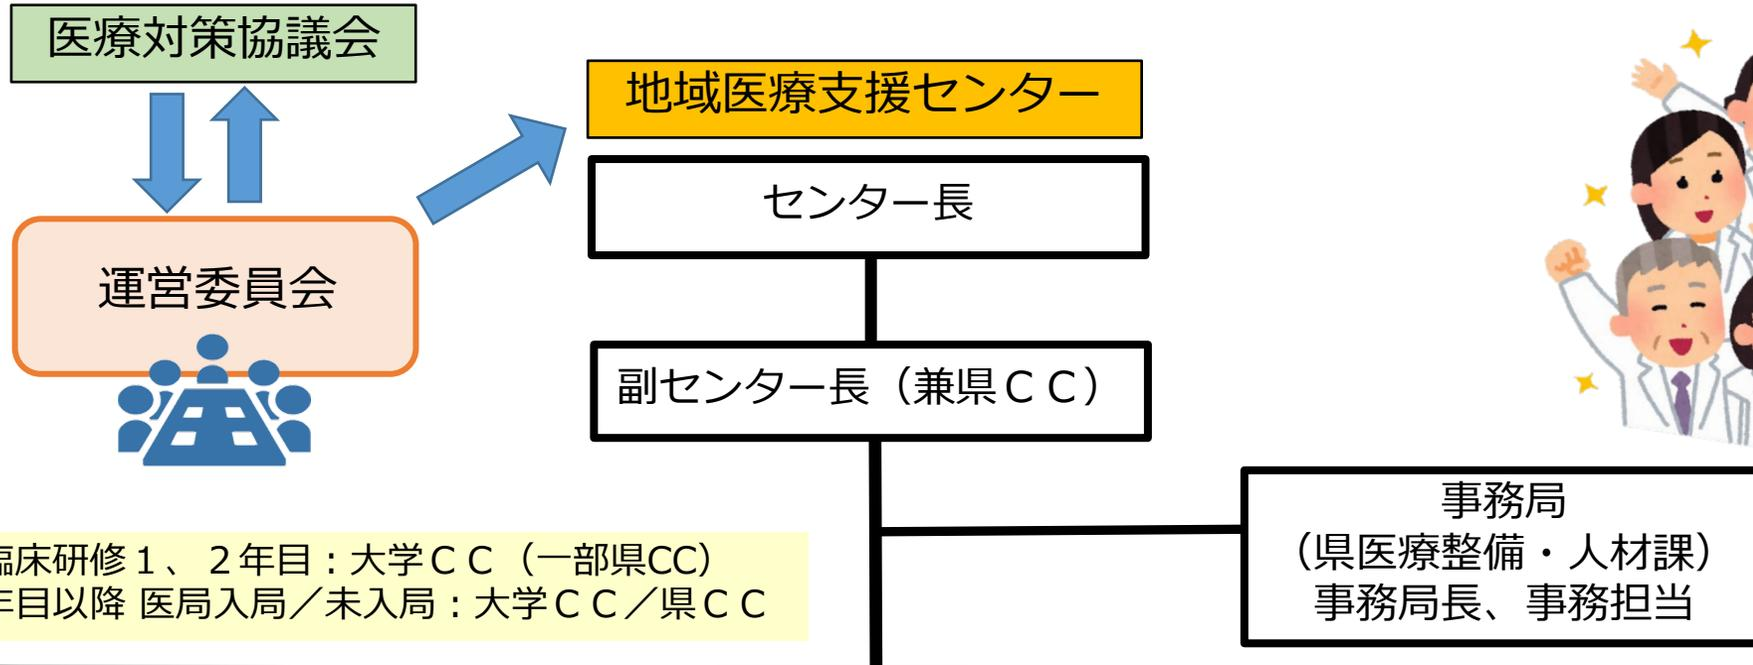 医療対策協議会
地域医療支援センター
センター長
運営委員会
副センター長（兼県ＣＣ）
事務局
（県医療整備・人材課）
事務局長、事務担当
臨床研修１、２年目：大学ＣＣ（一部県CC）
年目以降 医局入局／未入局：大学ＣＣ／県ＣＣ